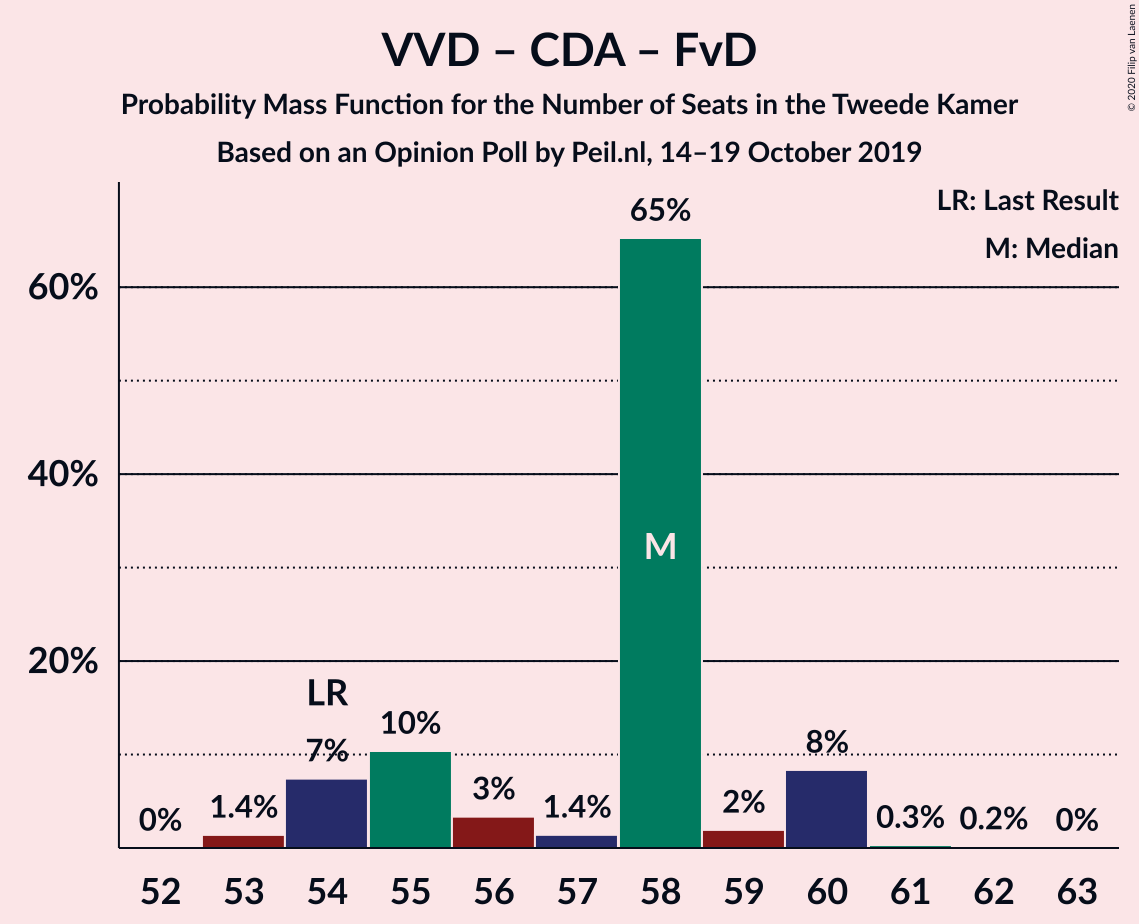 VVD – CDA – FvD
Probability Mass Function for the Number of Seats in the Tweede Kamer
Based on an Opinion Poll by Peil.nl, 14–19 October 2019
© 2020 Filip van Laenen
LR: Last Result
M: Median
65%
60%
40%
M
20%
LR
10%
7%
8%
3%
2%
0%
1.4%
1.4%
0.3%
0.2%
0%
52 53 54 55 56 57 58 59 60 61 62 63